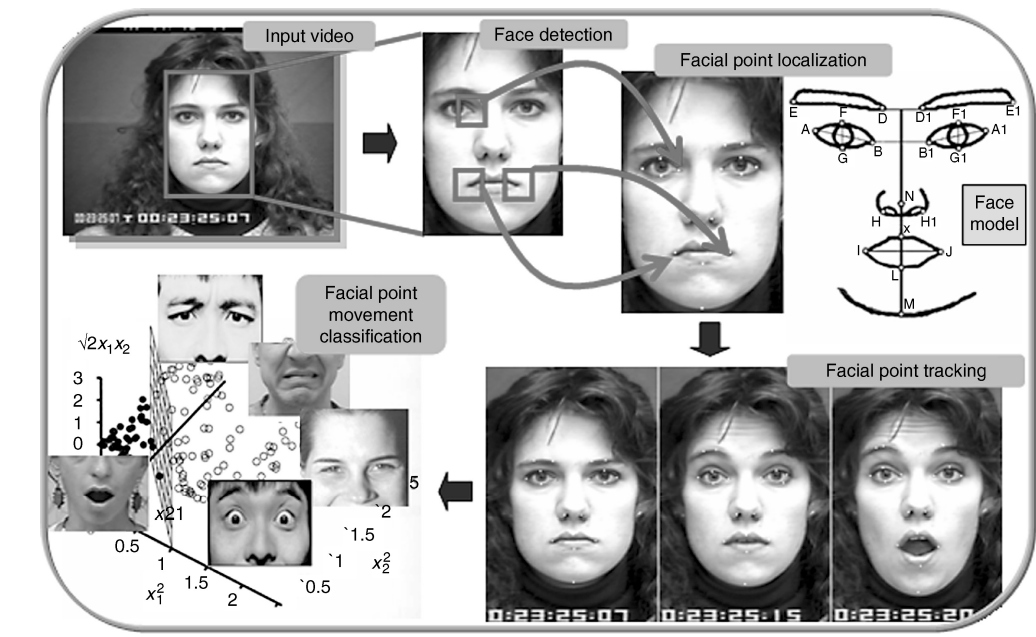 Input video
Face detection
Facial point localization
00:23:25:07
E F D D1 F1 E1
A B B1 A1
G G1
N
H H1
x
I J
L
M
Face
model
Facial point
movement
classification
√2x₁x₂
3
2
1
0
x21
0.5
1
1.5
2
x₁²
`0.5
`1
`1.5
`2
5
x₂²
Facial point tracking
0:23:25:07
0:23:25:15
0:23:25:20